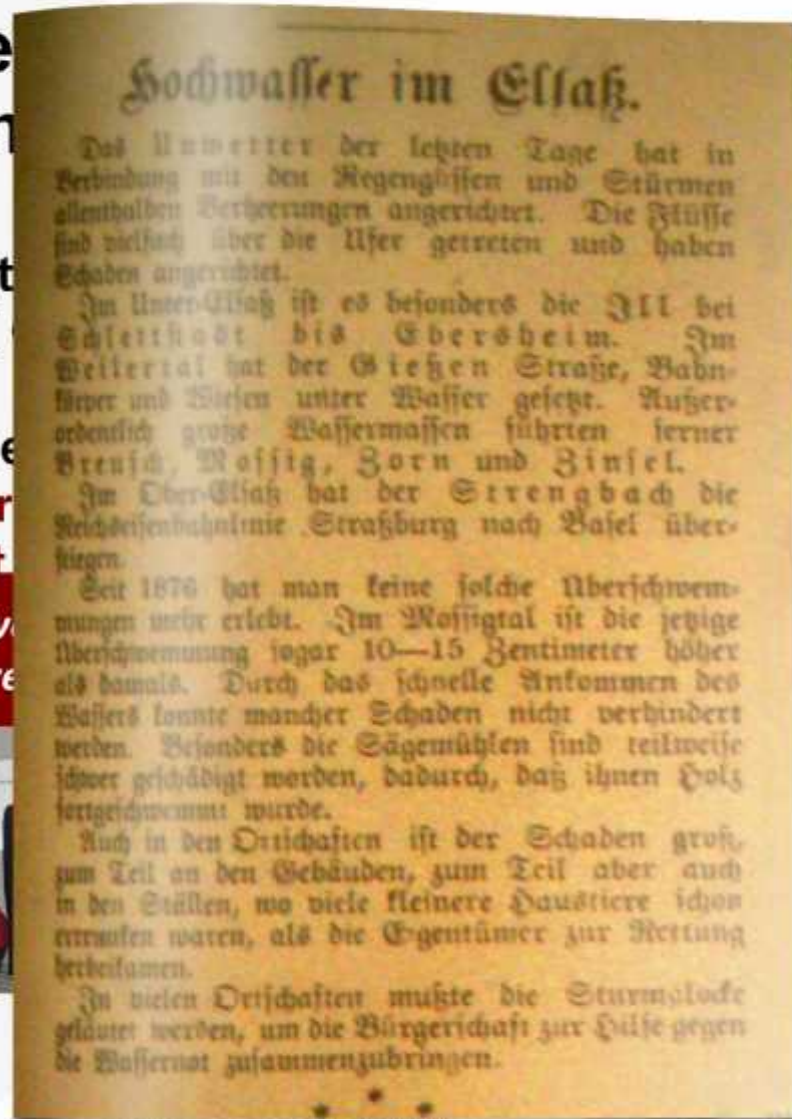 Hochwasser im Elsaß.
Das Unwetter der letzten Tage hat in
Verbindung mit den Regengüssen und Stürmen
allenthalben Verheerungen angerichtet. Die Flüsse
sind vielfach über die Ufer getreten und haben
Schaden angerichtet.
Im Unter-Elsaß ist es besonders die Ill bei
Schlettstadt bis Ebersheim. Im
Weilertal hat der Gießen Straße, Bahn-
körper und Wiesen unter Wasser gesetzt. Außer-
ordentlich große Wassermassen führten ferner
Breusch, Mossig, Zorn und Zinsel.
Im Ober-Elsaß hat der Strengbach die
Reichseisenbahnlinie Straßburg nach Basel über-
stiegen.
Seit 1876 hat man keine solche Überschwem-
mungen mehr erlebt. Im Mossigtal ist die jetzige
Überschwemmung sogar 10—15 Zentimeter höher
als damals. Durch das schnelle Ankommen des
Wassers konnte mancher Schaden nicht verhindert
werden. Besonders die Sägemühlen sind teilweise
schwer geschädigt worden, dadurch, daß ihnen Holz
fortgeschwemmt wurde.
Auch in den Ortschaften ist der Schaden groß,
zum Teil an den Gebäuden, zum Teil aber auch
in den Ställen, wo viele kleinere Haustiere schon
ertrunken waren, als die Eigentümer zur Rettung
herbeikamen.
In vielen Ortschaften mußte die Sturmglocke
geläutet werden, um die Bürgerschaft zur Hilfe gegen
die Wassernot zusammenzubringen.